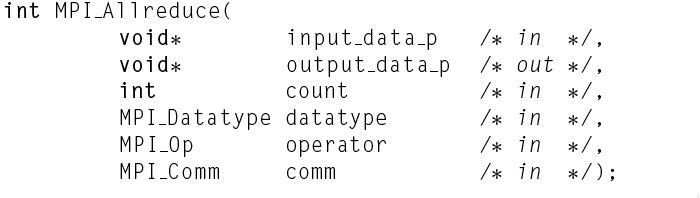 int MPI_Allreduce(
void* input_data_p /* in */,
void* output_data_p /* out */,
int count /* in */,
MPI_Datatype datatype /* in */,
MPI_Op operator /* in */,
MPI_Comm comm /* in */);